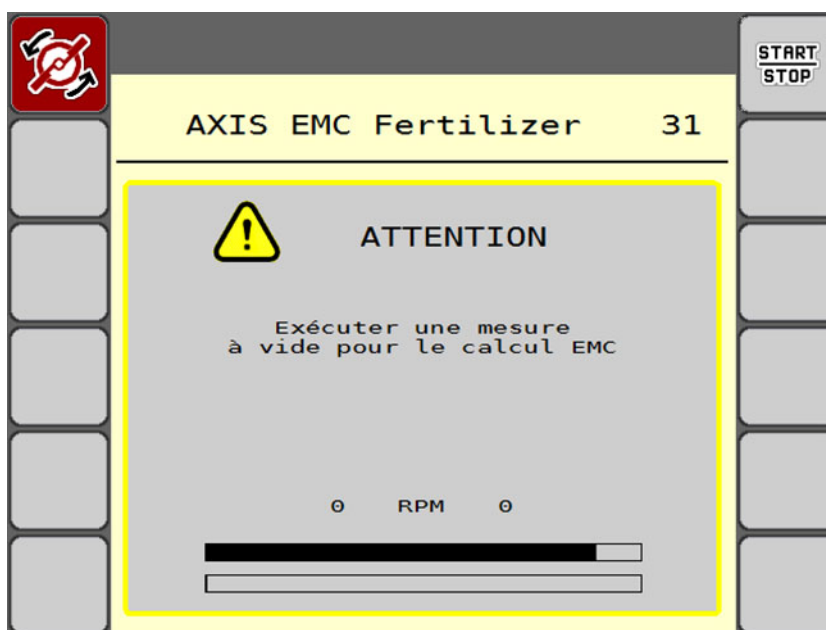 START
STOP
AXIS EMC Fertilizer 31
ATTENTION
Exécuter une mesure
à vide pour le calcul EMC
0 RPM 0